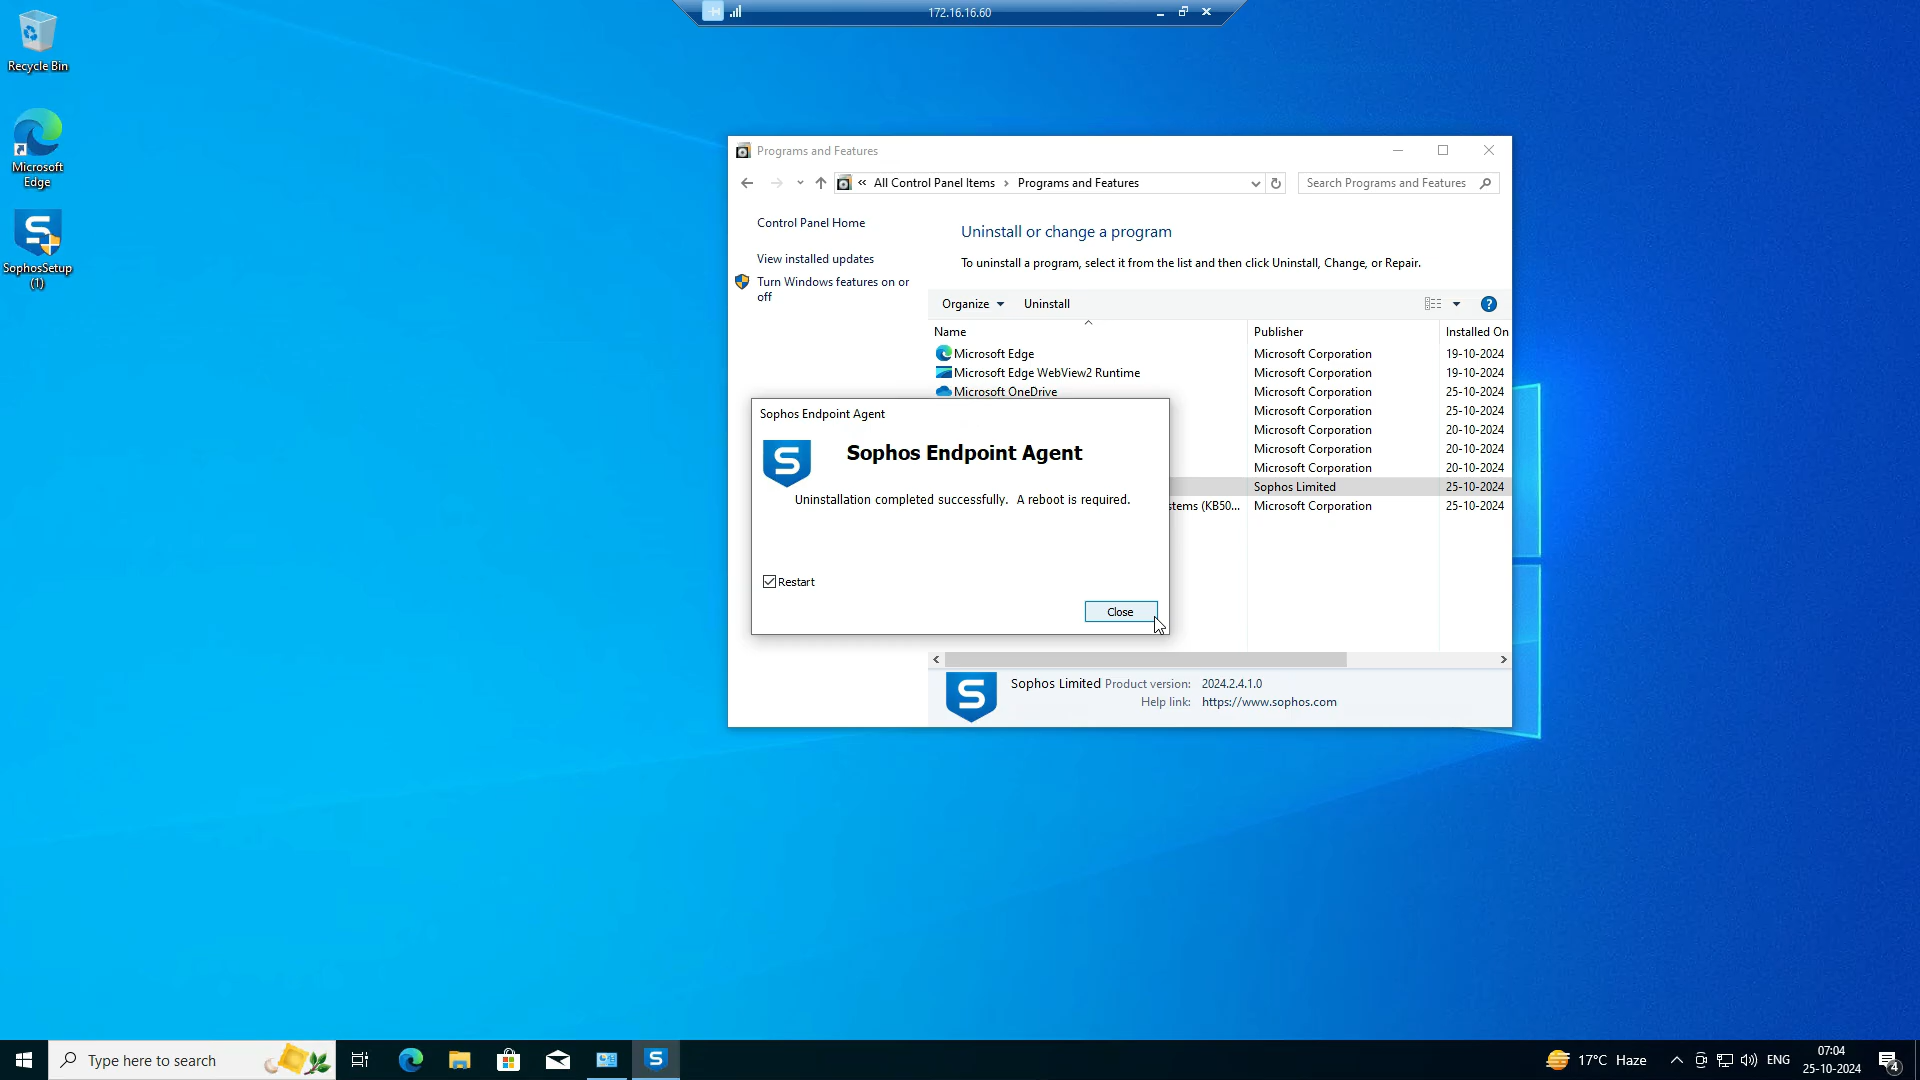 172.16.16.60
Recycle Bin
Microsoft
Edge
SophosSetup
(1)
Programs and Features
« All Control Panel Items > Programs and Features
Search Programs and Features
Control Panel Home
View installed updates
Turn Windows features on or
off
Uninstall or change a program
To uninstall a program, select it from the list and then click Uninstall, Change, or Repair.
Organize Uninstall
Name Publisher Installed On
Microsoft Edge Microsoft Corporation 19-10-2024
Microsoft Edge WebView2 Runtime Microsoft Corporation 19-10-2024
Microsoft OneDrive Microsoft Corporation 25-10-2024
Microsoft Corporation 25-10-2024
Microsoft Corporation 20-10-2024
Microsoft Corporation 20-10-2024
Microsoft Corporation 20-10-2024
Sophos Limited 25-10-2024
stems (KB50... Microsoft Corporation 25-10-2024
Sophos Endpoint Agent
Sophos Endpoint Agent
Uninstallation completed successfully. A reboot is required.
Restart
Close
Sophos Limited Product version: 2024.2.4.1.0
Help link: https://www.sophos.com
Type here to search
17°C Haze
ENG
07:04
25-10-2024
4